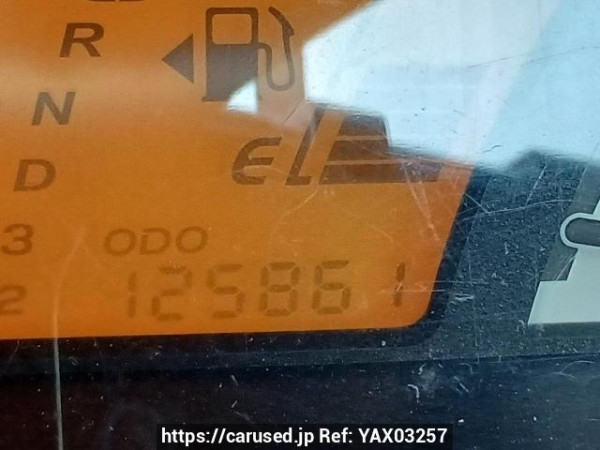 R
N
D
E
3 ODO
2 125861
https://carused.jp Ref: YAX03257